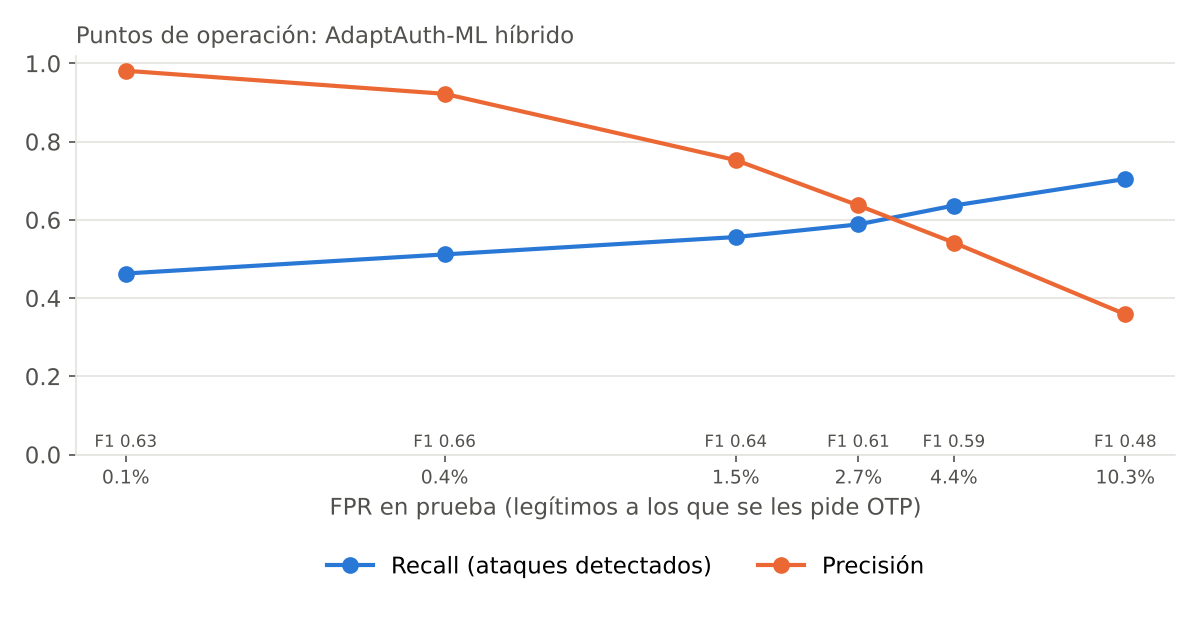 Puntos de operación: AdaptAuth-ML híbrido
1.0
0.8
0.6
0.4
0.2
0.0
F1 0.63 F1 0.66 F1 0.64 F1 0.61 F1 0.59 F1 0.48
0.1% 0.4% 1.5% 2.7% 4.4% 10.3%
FPR en prueba (legítimos a los que se les pide OTP)
Recall (ataques detectados) Precisión